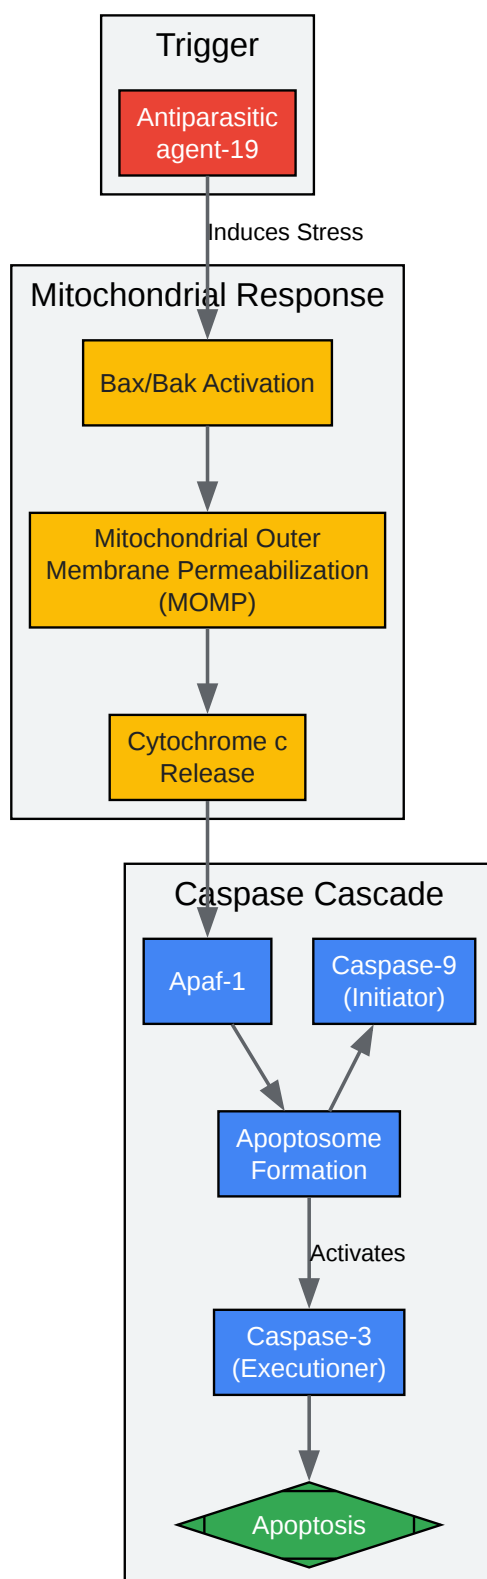 Trigger
Antiparasitic
agent-19
Induces Stress
Mitochondrial Response
Bax/Bak Activation
Mitochondrial Outer
Membrane Permeabilization
(MOMP)
Cytochrome c
Release
Caspase Cascade
Apaf-1
Caspase-9
(Initiator)
Apoptosome
Formation
Activates
Caspase-3
(Executioner)
Apoptosis